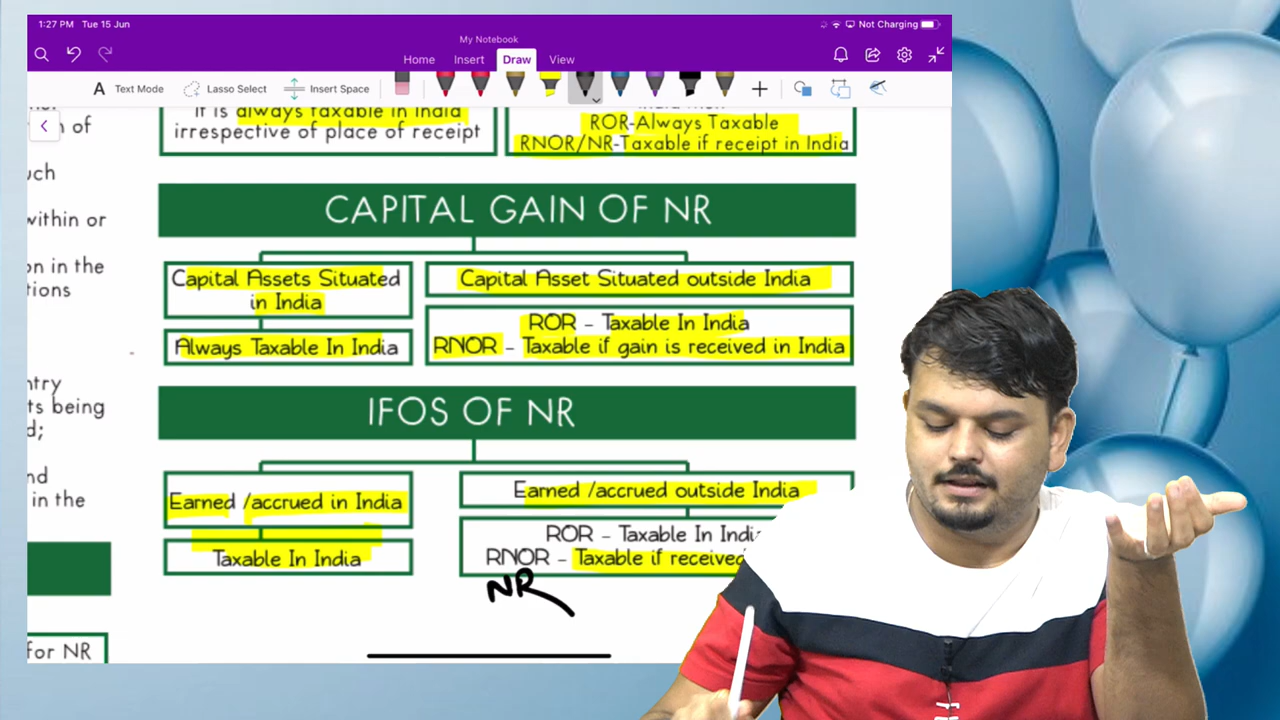 1:27 PM Tue 15 Jun
Not Charging
My Notebook
Home Insert Draw View
Text Mode Lasso Select Insert Space
It is always taxable in India
irrespective of place of receipt
ROR-Always Taxable
RNOR/NR-Taxable if receipt in India
n of
uch
within or
on in the
tions
ntry
ts being
d;
nd
in the
for NR
CAPITAL GAIN OF NR
Capital Assets Situated
in India
Always Taxable In India
Capital Asset Situated outside India
ROR - Taxable In India
RNOR - Taxable if gain is received in India
IFOS OF NR
Earned /accrued in India
Taxable In India
Earned /accrued outside India
ROR - Taxable In India
RNOR - Taxable if received
NR